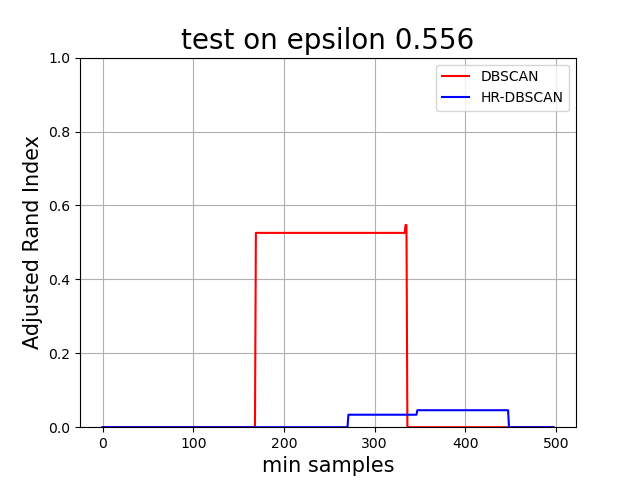 test on epsilon 0.556
DBSCAN
HR-DBSCAN
Adjusted Rand Index
1.0
0.8
0.6
0.4
0.2
0.0
0 100 200 300 400 500
min samples